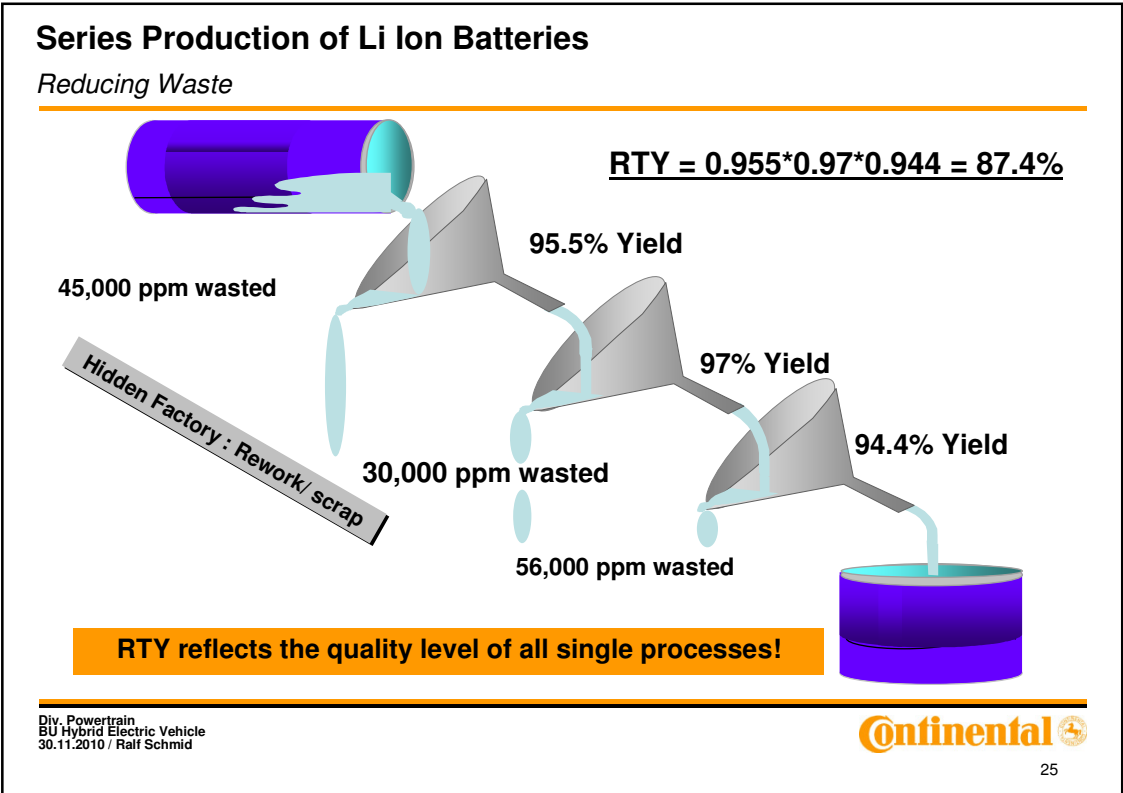 Series Production of Li Ion Batteries
Reducing Waste
RTY = 0.955*0.97*0.944 = 87.4%
95.5% Yield
45,000 ppm wasted
97% Yield
Hidden Factory : Rework/ scrap
94.4% Yield
30,000 ppm wasted
56,000 ppm wasted
RTY reflects the quality level of all single processes!
Div. Powertrain
BU Hybrid Electric Vehicle
30.11.2010 / Ralf Schmid
Continental
25